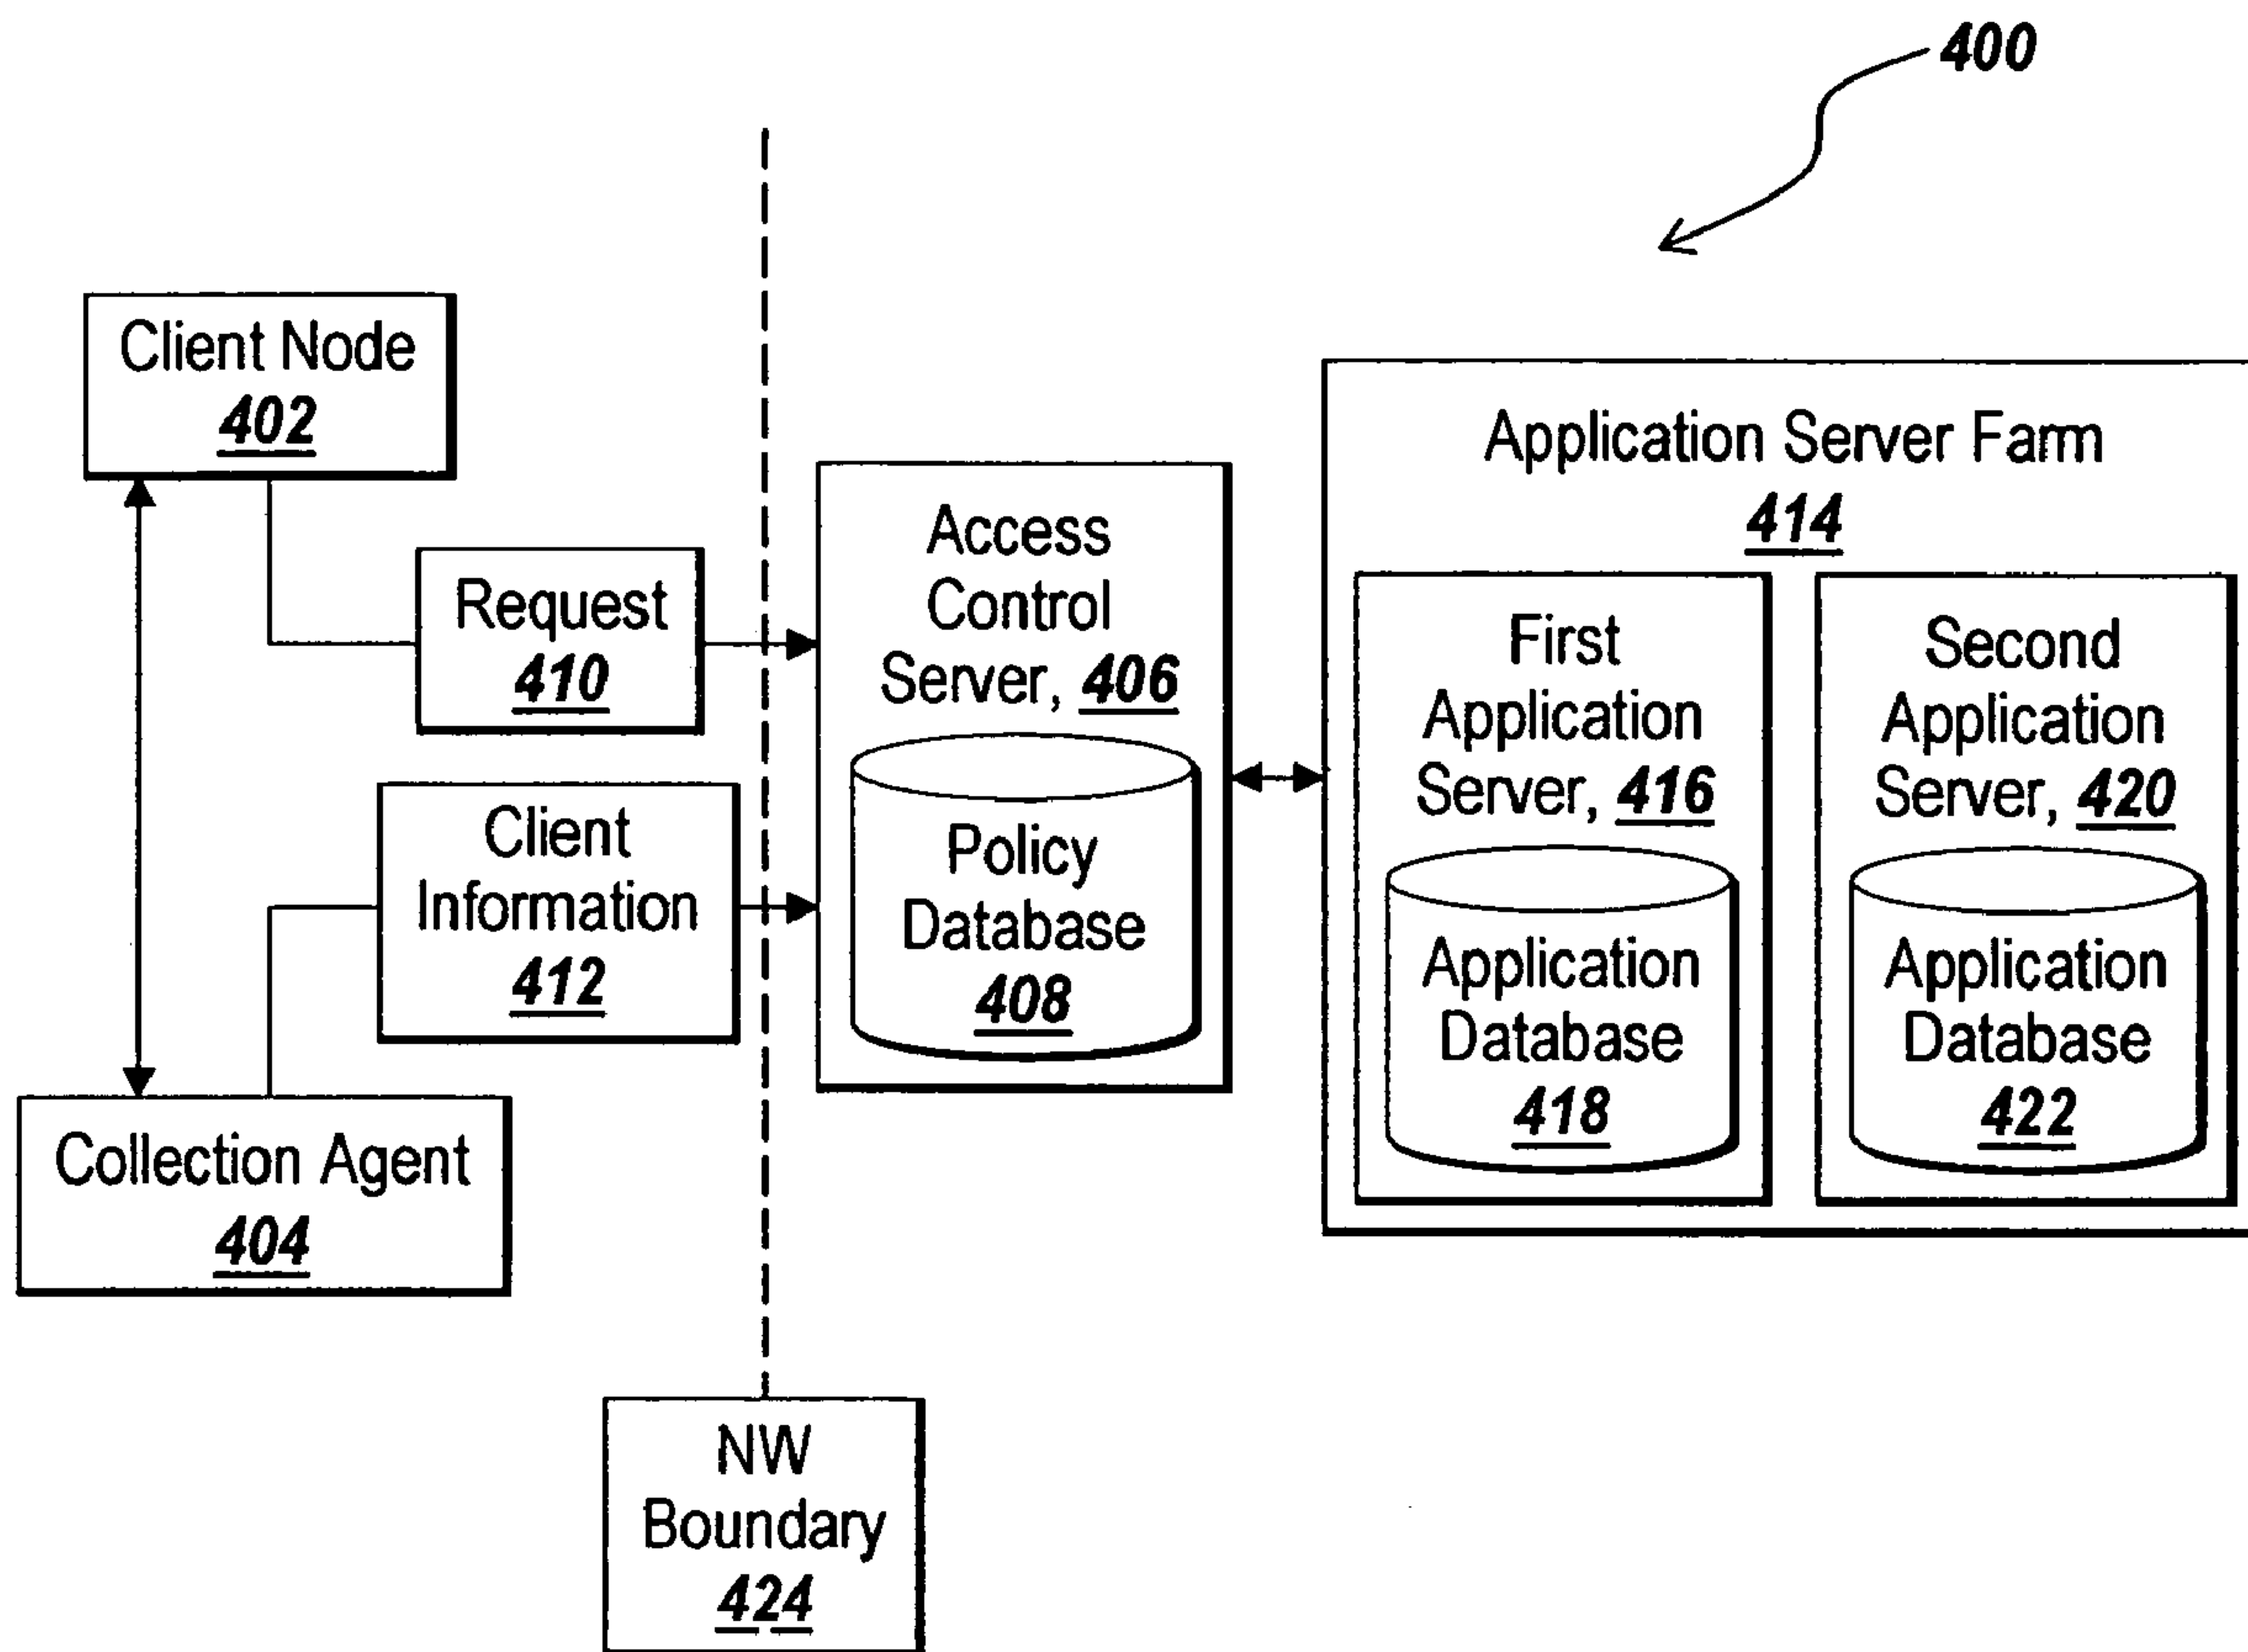 400
Client Node
402
Request
410
Client
Information
412
Collection Agent
404
NW
Boundary
424
Access
Control
Server, 406
Policy
Database
408
Application Server Farm
414
First
Application
Server, 416
Application
Database
418
Second
Application
Server, 420
Application
Database
422